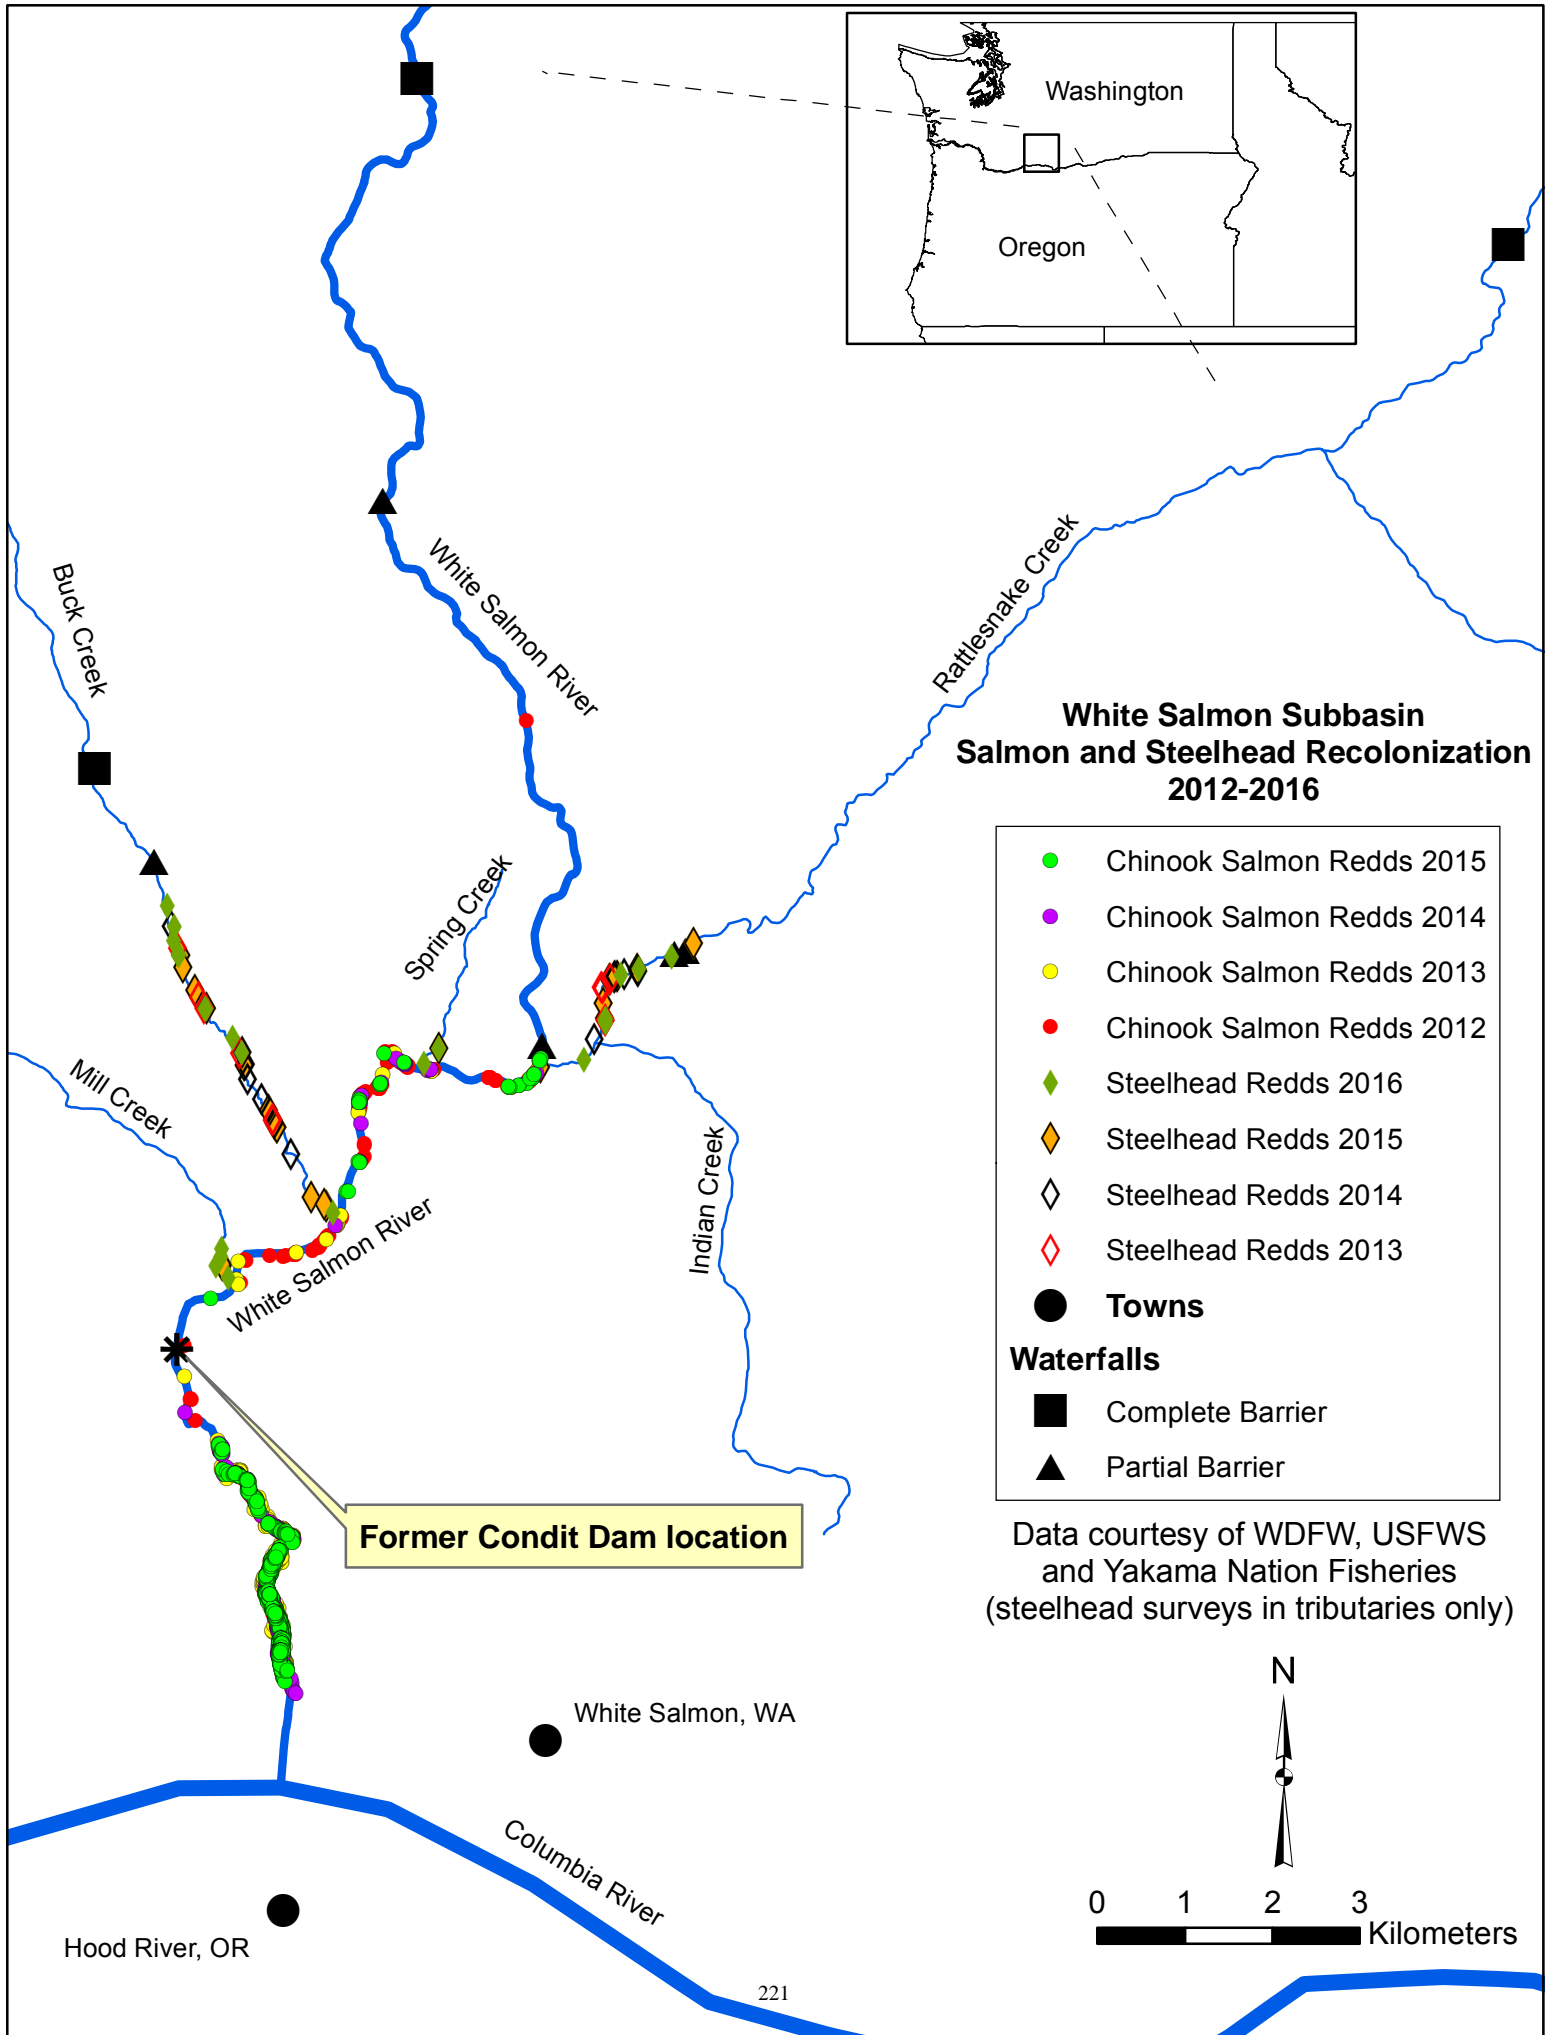 Washington
Oregon
White Salmon River
Buck Creek
Rattlesnake Creek
White Salmon Subbasin
Salmon and Steelhead Recolonization
2012-2016
Chinook Salmon Redds 2015
Chinook Salmon Redds 2014
Chinook Salmon Redds 2013
Chinook Salmon Redds 2012
Steelhead Redds 2016
Steelhead Redds 2015
Steelhead Redds 2014
Steelhead Redds 2013
Towns
Waterfalls
Complete Barrier
Partial Barrier
Spring Creek
Mill Creek
Indian Creek
White Salmon River
Former Condit Dam location
Data courtesy of WDFW, USFWS
and Yakama Nation Fisheries
(steelhead surveys in tributaries only)
N
White Salmon, WA
Columbia River
Hood River, OR
0 1 2 3
Kilometers
221